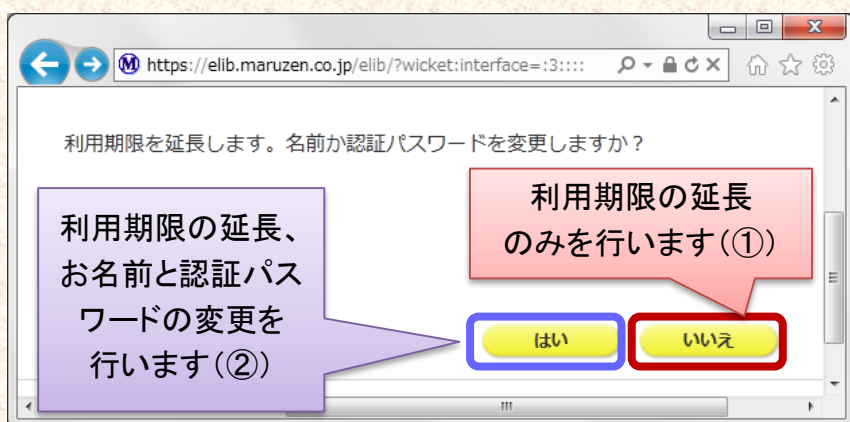 https://elib.maruzen.co.jp/elib/?wicket:interface=:3::::
利用期限を延長します。名前か認証パスワードを変更しますか？
利用期限の延長
のみを行います(①)
利用期限の延長、
お名前と認証パス
ワードの変更を
行います(②)
はい
いいえ